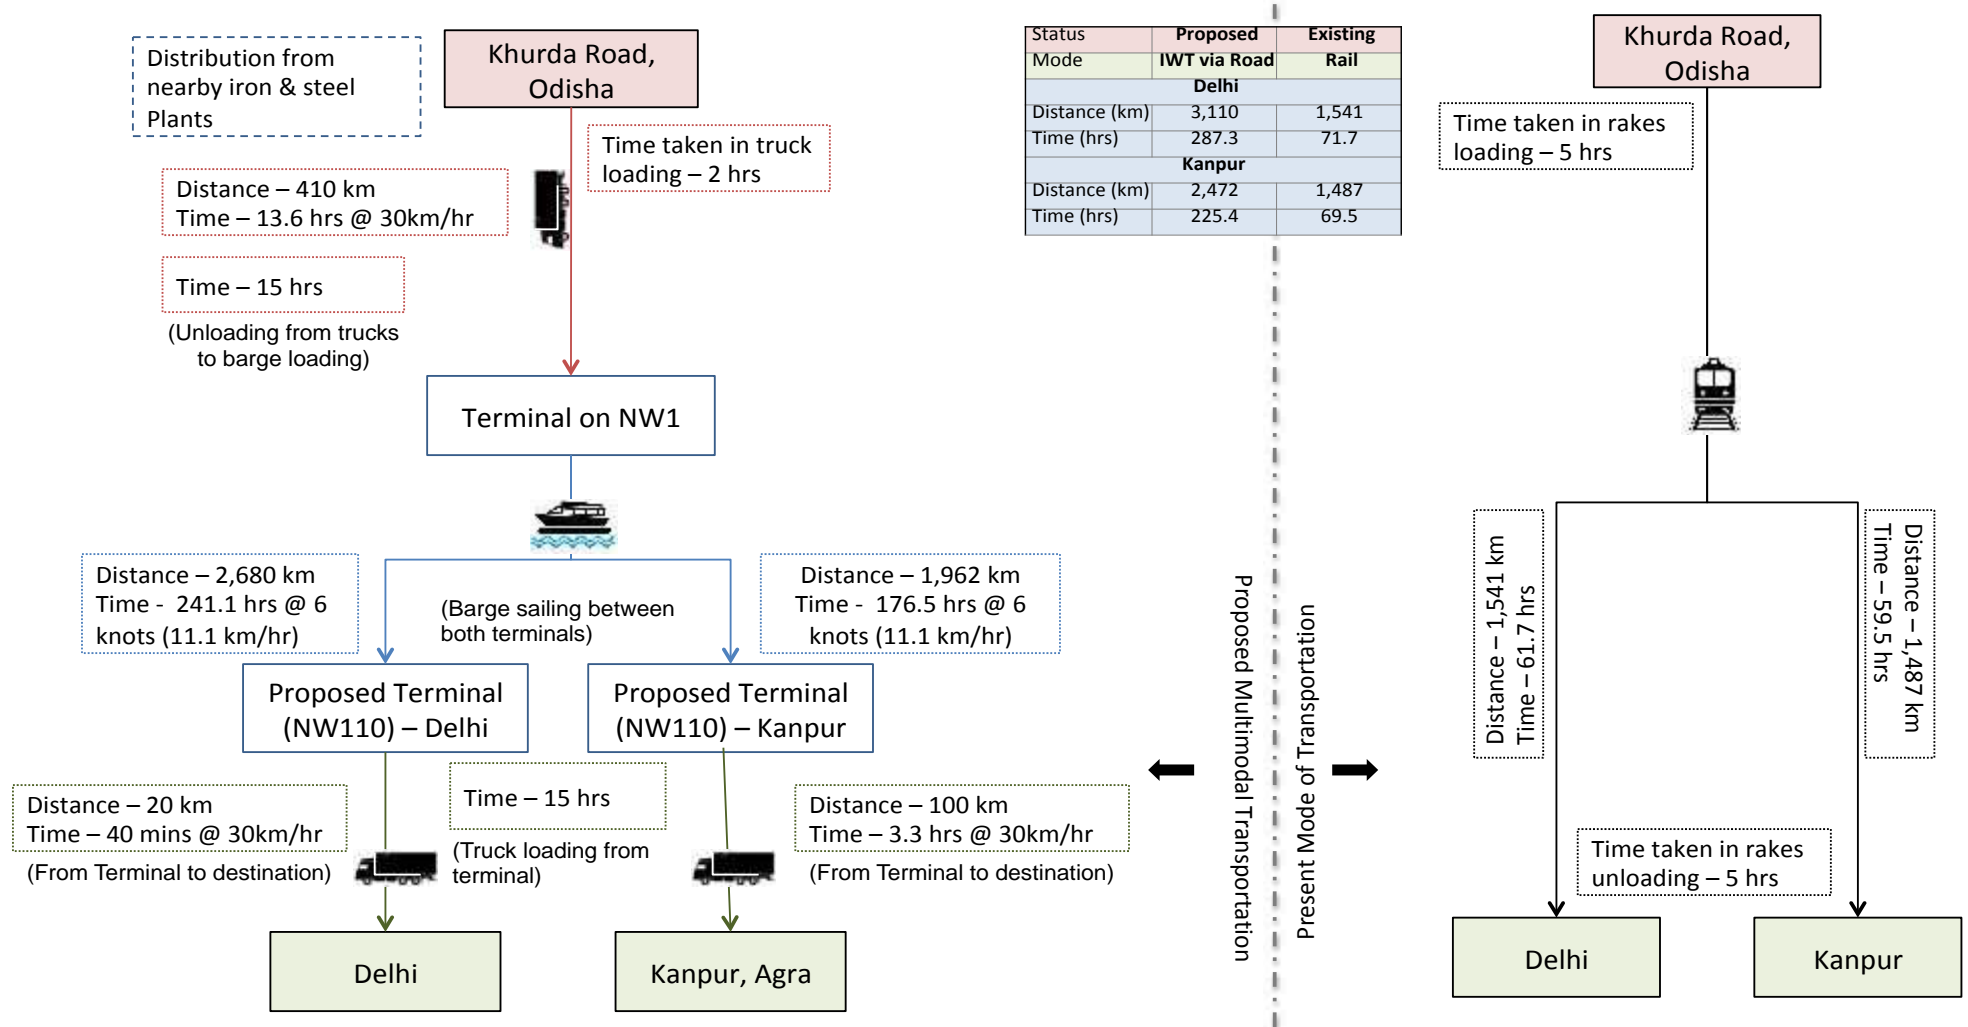 Distribution from
nearby iron & steel
Plants
Khurda Road,
Odisha
Time taken in truck
loading – 2 hrs
Distance – 410 km
Time – 13.6 hrs @ 30km/hr
Time – 15 hrs
(Unloading from trucks
to barge loading)
Terminal on NW1
Distance – 2,680 km
Time - 241.1 hrs @ 6
knots (11.1 km/hr)
(Barge sailing between
both terminals)
Distance – 1,962 km
Time - 176.5 hrs @ 6
knots (11.1 km/hr)
Proposed Terminal
(NW110) – Delhi
Proposed Terminal
(NW110) – Kanpur
Distance – 20 km
Time – 40 mins @ 30km/hr
(From Terminal to destination)
Time – 15 hrs
(Truck loading from
terminal)
Distance – 100 km
Time – 3.3 hrs @ 30km/hr
(From Terminal to destination)
Delhi
Kanpur, Agra
Status Proposed Existing
Mode IWT via Road Rail
Delhi
Distance (km) 3,110 1,541
Time (hrs) 287.3 71.7
Kanpur
Distance (km) 2,472 1,487
Time (hrs) 225.4 69.5
Proposed Multimodal Transportation
Present Mode of Transportation
Khurda Road,
Odisha
Time taken in rakes
loading – 5 hrs
Distance – 1,541 km
Time – 61.7 hrs
Distance – 1,487 km
Time – 59.5 hrs
Time taken in rakes
unloading – 5 hrs
Delhi
Kanpur